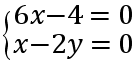 6x−4 = 0
x−2y = 0